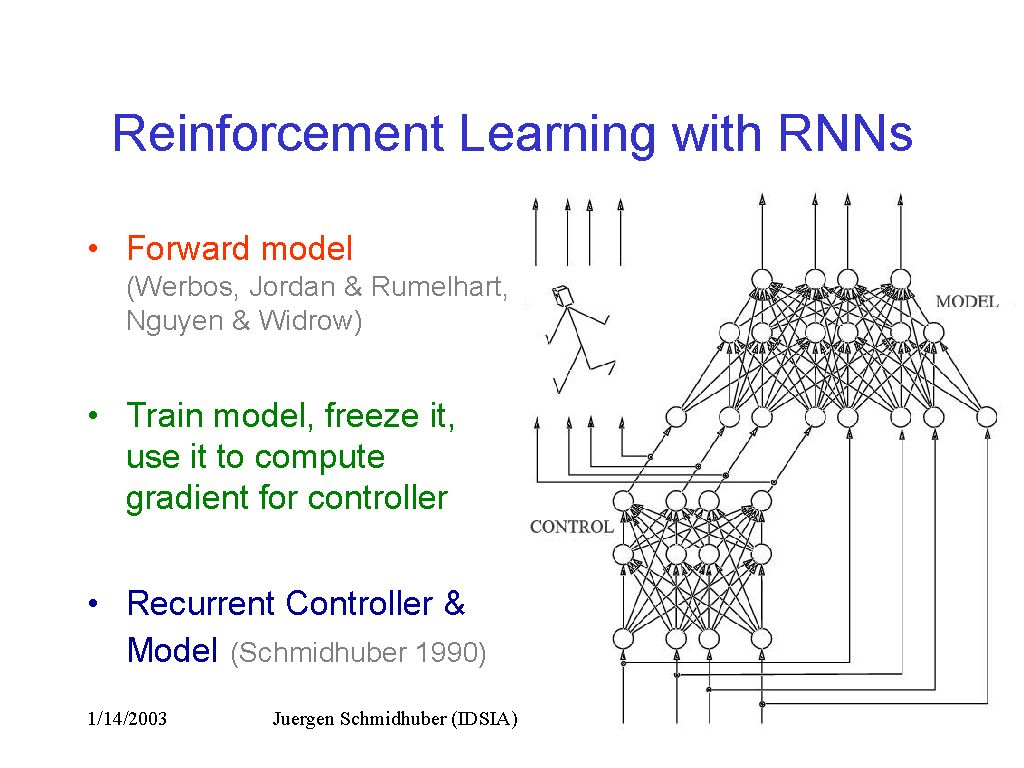 Reinforcement Learning with RNNs
• Forward model
(Werbos, Jordan & Rumelhart,
Nguyen & Widrow)
• Train model, freeze it,
use it to compute
gradient for controller
• Recurrent Controller &
Model (Schmidhuber 1990)
MODEL
CONTROL
1/14/2003
Juergen Schmidhuber (IDSIA)